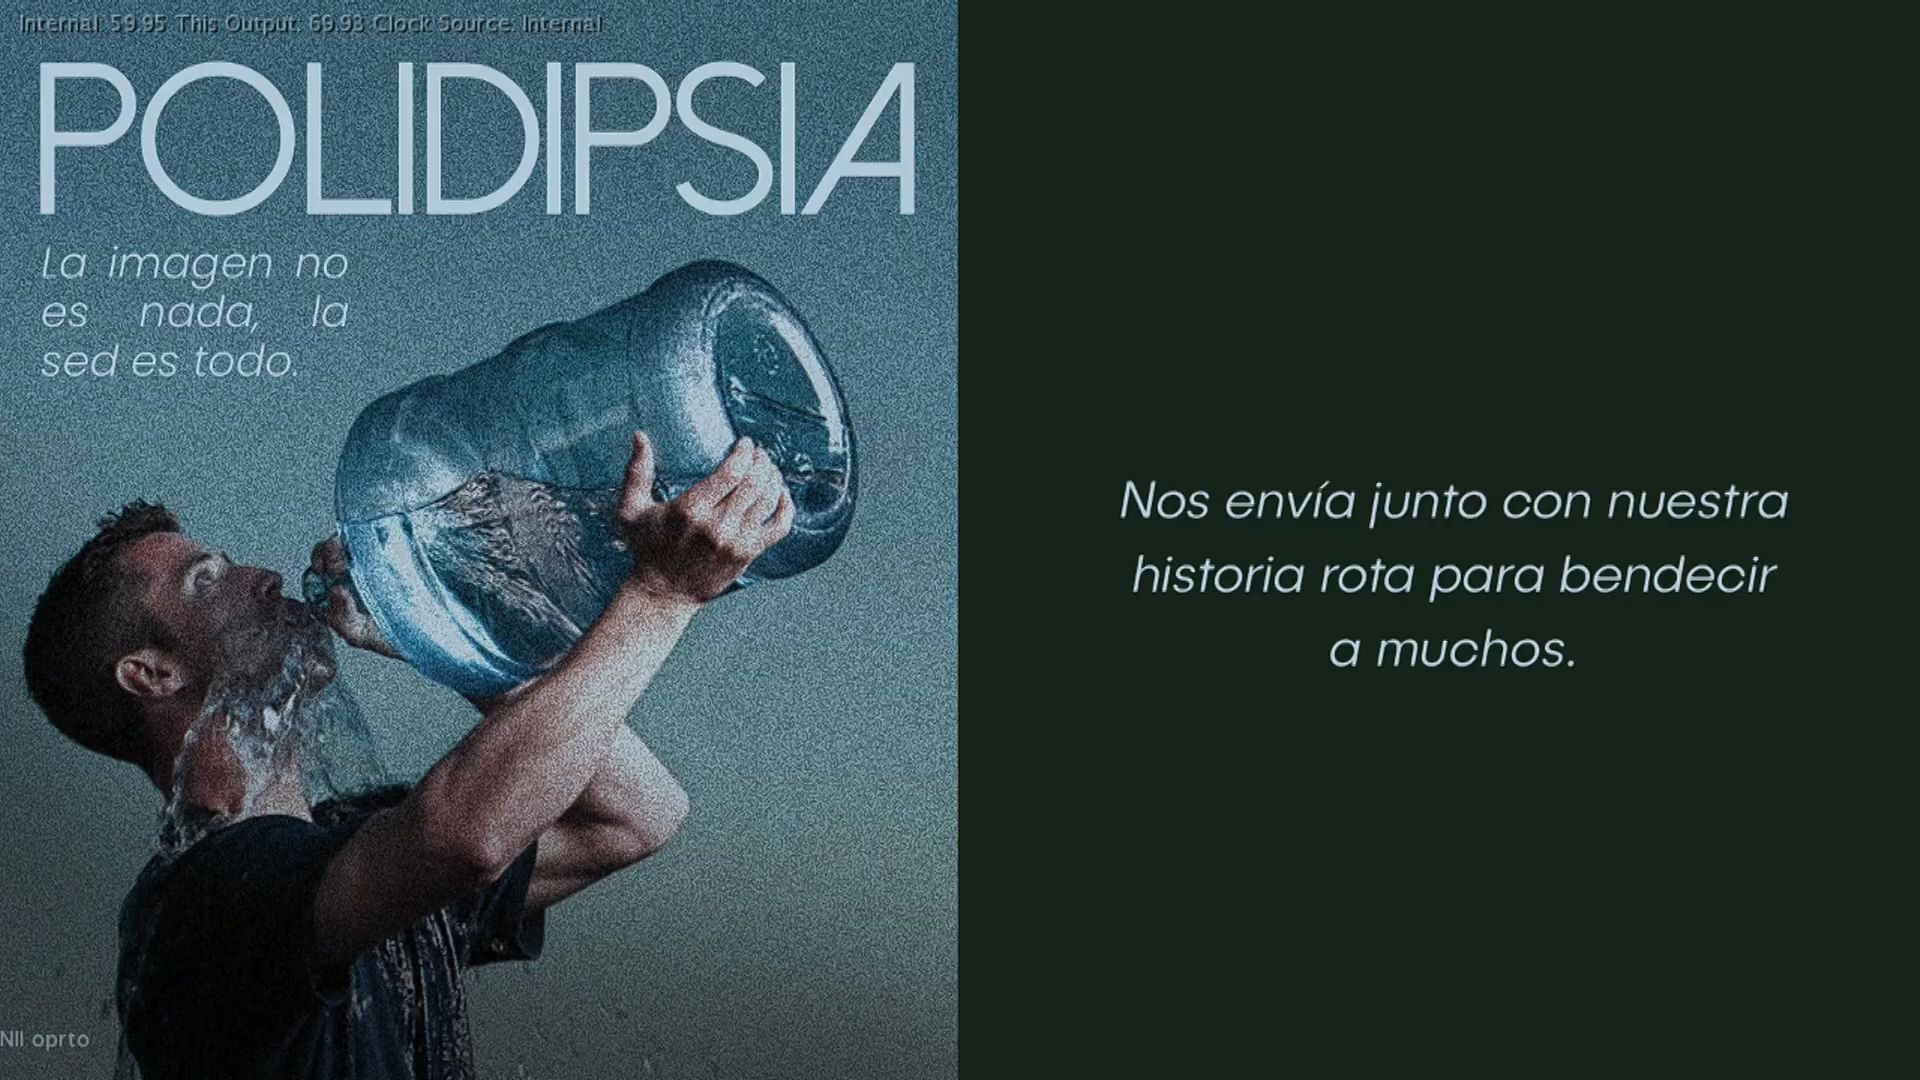 Internal: 59.95 This Output: 69.93 Clock Source: Internal
POLIDIPSIA
La imagen no
es nada, la
sed es todo.
Nos envía junto con nuestra
historia rota para bendecir
a muchos.
NII oprto